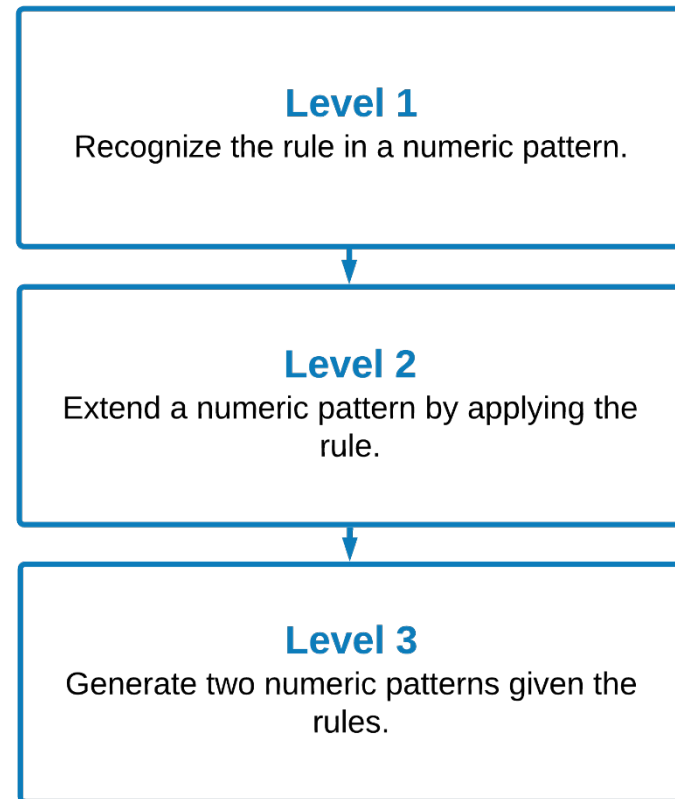 Level 1
Recognize the rule in a numeric pattern.
Level 2
Extend a numeric pattern by applying the
rule.
Level 3
Generate two numeric patterns given the
rules.